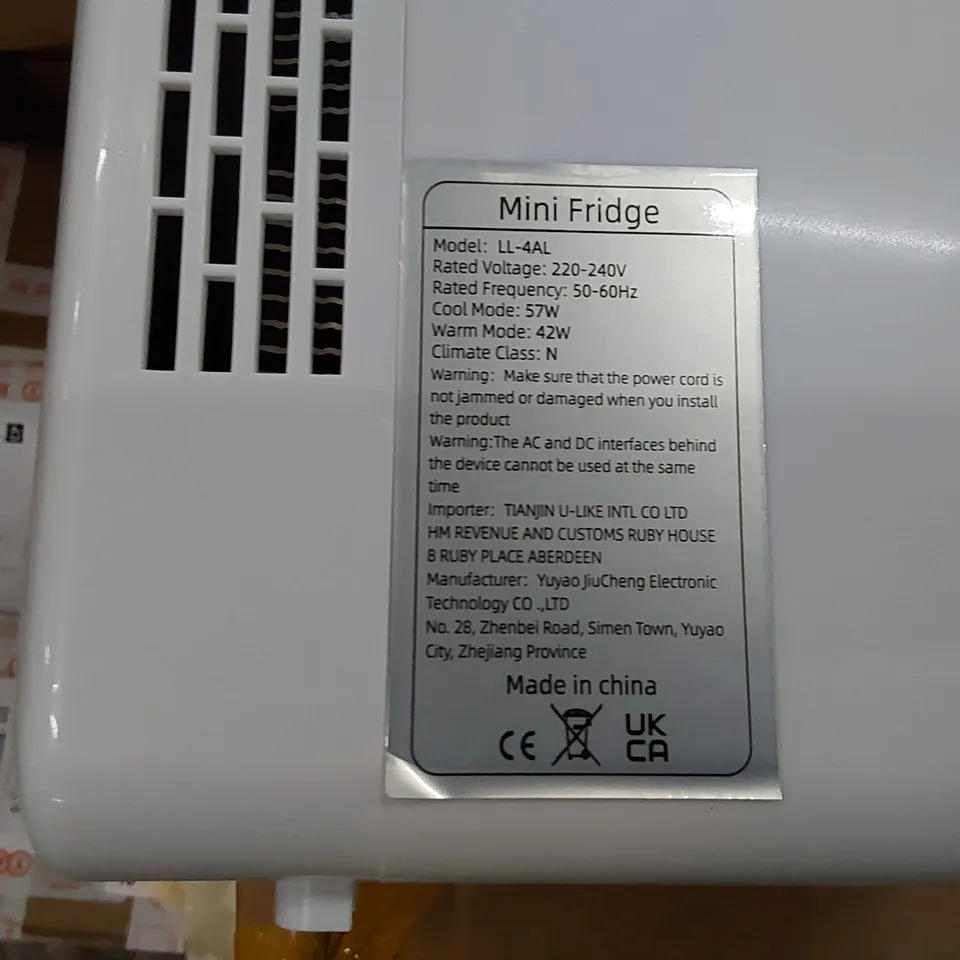 Mini Fridge
Model: LL-4AL
Rated Voltage: 220-240V
Rated Frequency: 50-60Hz
Cool Mode: 57W
Warm Mode: 42W
Climate Class: N
Warning: Make sure that the power cord is
not jammed or damaged when you install
the product
Warning:The AC and DC interfaces behind
the device cannot be used at the same
time
Importer: TIANJIN U-LIKE INTL CO LTD
HM REVENUE AND CUSTOMS RUBY HOUSE
8 RUBY PLACE ABERDEEN
Manufacturer: Yuyao JiuCheng Electronic
Technology CO .,LTD
No. 28, Zhenbei Road, Simen Town, Yuyao
City, Zhejiang Province
Made in china
CE
UK
CA